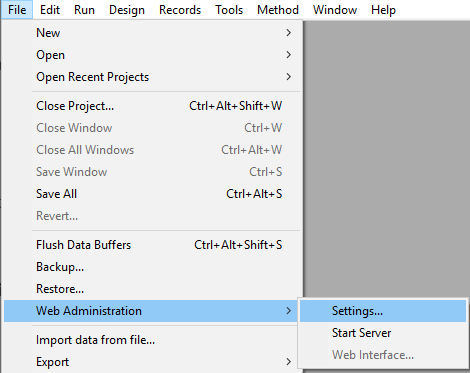 File Edit Run Design Records Tools Method Window Help
New
Open
Open Recent Projects
Close Project... Ctrl+Alt+Shift+W
Close Window Ctrl+W
Close All Windows Ctrl+Alt+W
Save Window Ctrl+S
Save All Ctrl+Alt+S
Revert...
Flush Data Buffers Ctrl+Alt+Shift+S
Backup...
Restore...
Web Administration Settings...
Start Server
Import data from file... Web Interface...
Export